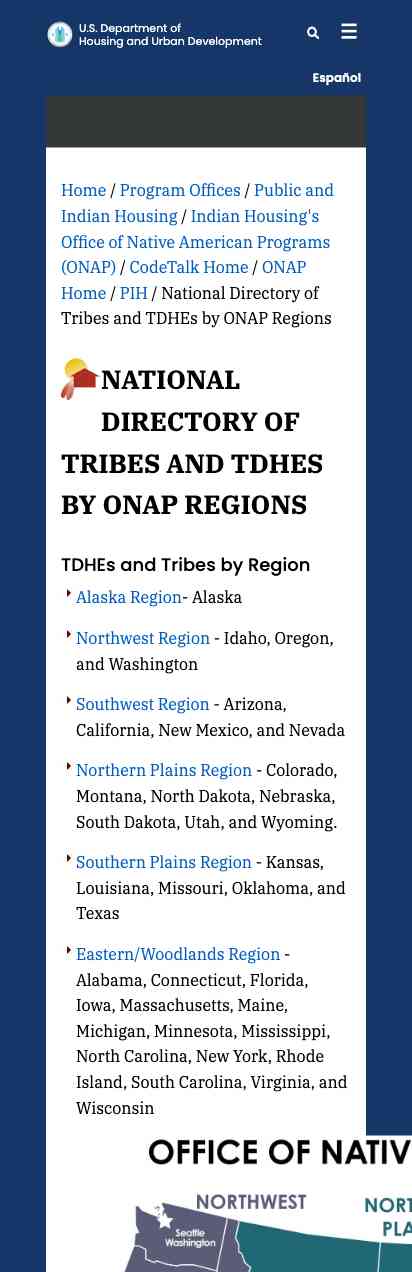 U.S. Department of
Housing and Urban Development
Español
Home / Program Offices / Public and
Indian Housing / Indian Housing's
Office of Native American Programs
(ONAP) / CodeTalk Home / ONAP
Home / PIH / National Directory of
Tribes and TDHEs by ONAP Regions
NATIONAL
DIRECTORY OF
TRIBES AND TDHES
BY ONAP REGIONS
TDHEs and Tribes by Region
Alaska Region- Alaska
Northwest Region - Idaho, Oregon,
and Washington
Southwest Region - Arizona,
California, New Mexico, and Nevada
Northern Plains Region - Colorado,
Montana, North Dakota, Nebraska,
South Dakota, Utah, and Wyoming.
Southern Plains Region - Kansas,
Louisiana, Missouri, Oklahoma, and
Texas
Eastern/Woodlands Region -
Alabama, Connecticut, Florida,
Iowa, Massachusetts, Maine,
Michigan, Minnesota, Mississippi,
North Carolina, New York, Rhode
Island, South Carolina, Virginia, and
Wisconsin
OFFICE OF NATIV
NORTHWEST
NORT
PLA
Seattle
Washington